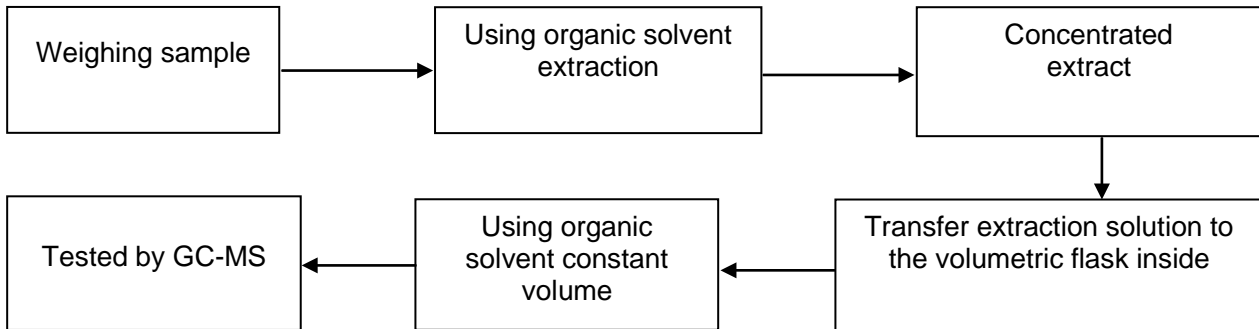 Weighing sample
Using organic solvent
extraction
Concentrated
extract
Transfer extraction solution to
the volumetric flask inside
Using organic
solvent constant
volume
Tested by GC-MS